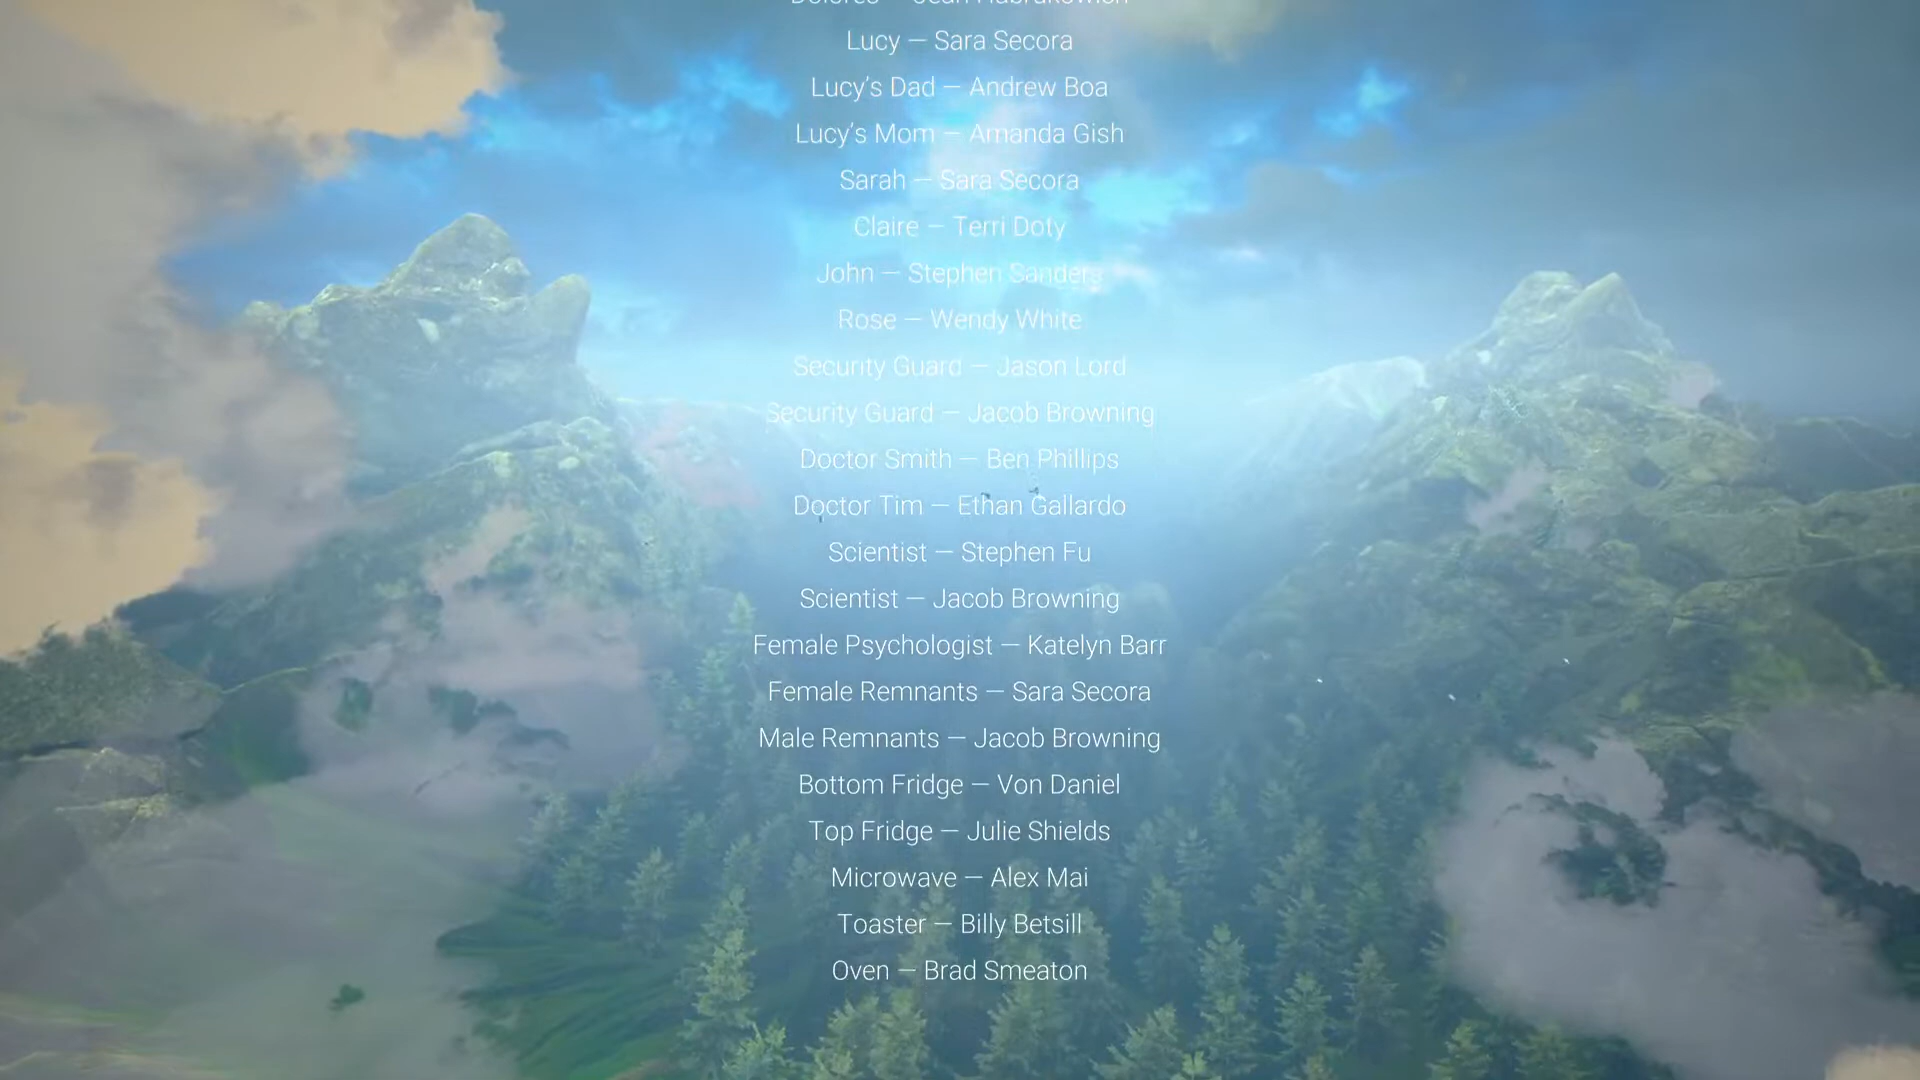 Lucy — Sara Secora
Lucy’s Dad — Andrew Boa
Lucy’s Mom — Amanda Gish
Sarah — Sara Secora
Claire — Terri Doty
John — Stephen Sanders
Rose — Wendy White
Security Guard — Jason Lord
Security Guard — Jacob Browning
Doctor Smith — Ben Phillips
Doctor Tim — Ethan Gallardo
Scientist — Stephen Fu
Scientist — Jacob Browning
Female Psychologist — Katelyn Barr
Female Remnants — Sara Secora
Male Remnants — Jacob Browning
Bottom Fridge — Von Daniel
Top Fridge — Julie Shields
Microwave — Alex Mai
Toaster — Billy Betsill
Oven — Brad Smeaton